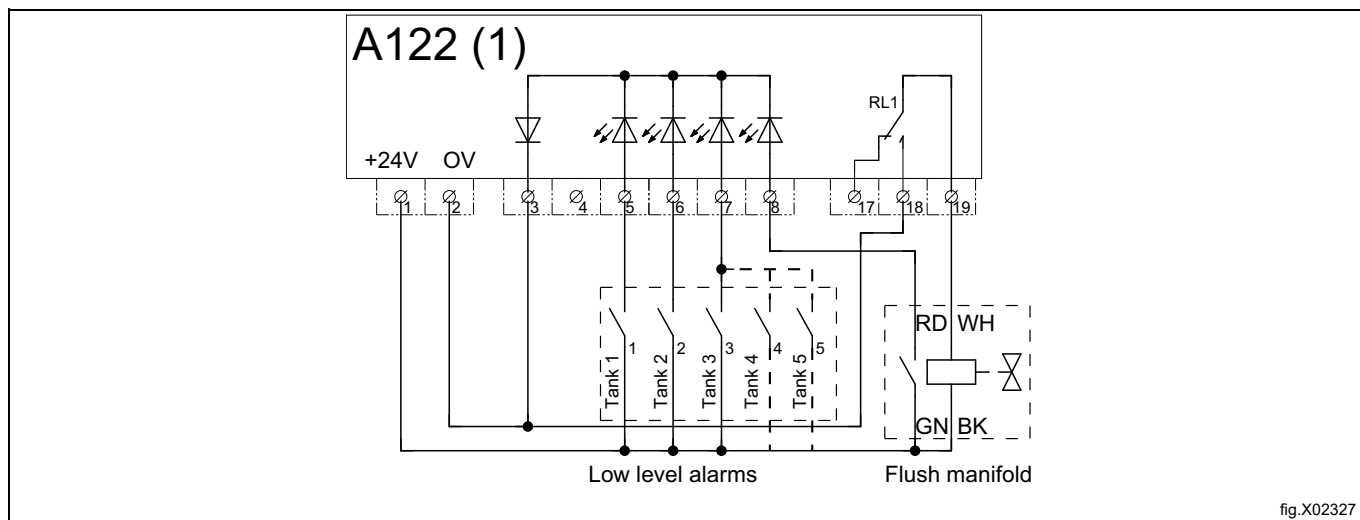 A122 (1)
RL1
+24V OV
1 2 3 4 5 6 7 8 17 18 19
RD WH
1 2 3 4 5
Tank 1
Tank 2
Tank 3
Tank 4
Tank 5
GN BK
Low level alarms
Flush manifold
fig.X02327